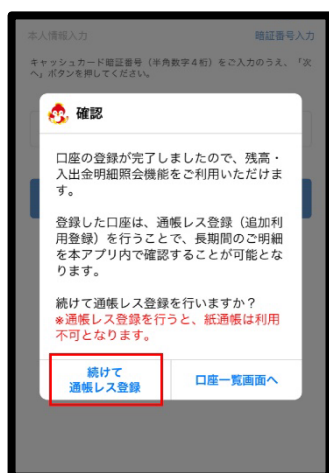 本人情報入力
暗証番号入力
キャッシュカード暗証番号（半角数字4桁）をご入力のうえ、「次
へ」ボタンを押してください。
確認
口座の登録が完了しましたので、残高・
入出金明細照会機能をご利用いただけま
す。
登録した口座は、通帳レス登録（追加利
用登録）を行うことで、長期間のご明細
を本アプリ内で確認することが可能とな
ります。
続けて通帳レス登録を行いますか？
※通帳レス登録を行うと、紙通帳は利用
不可となります。
続けて
通帳レス登録
口座一覧画面へ